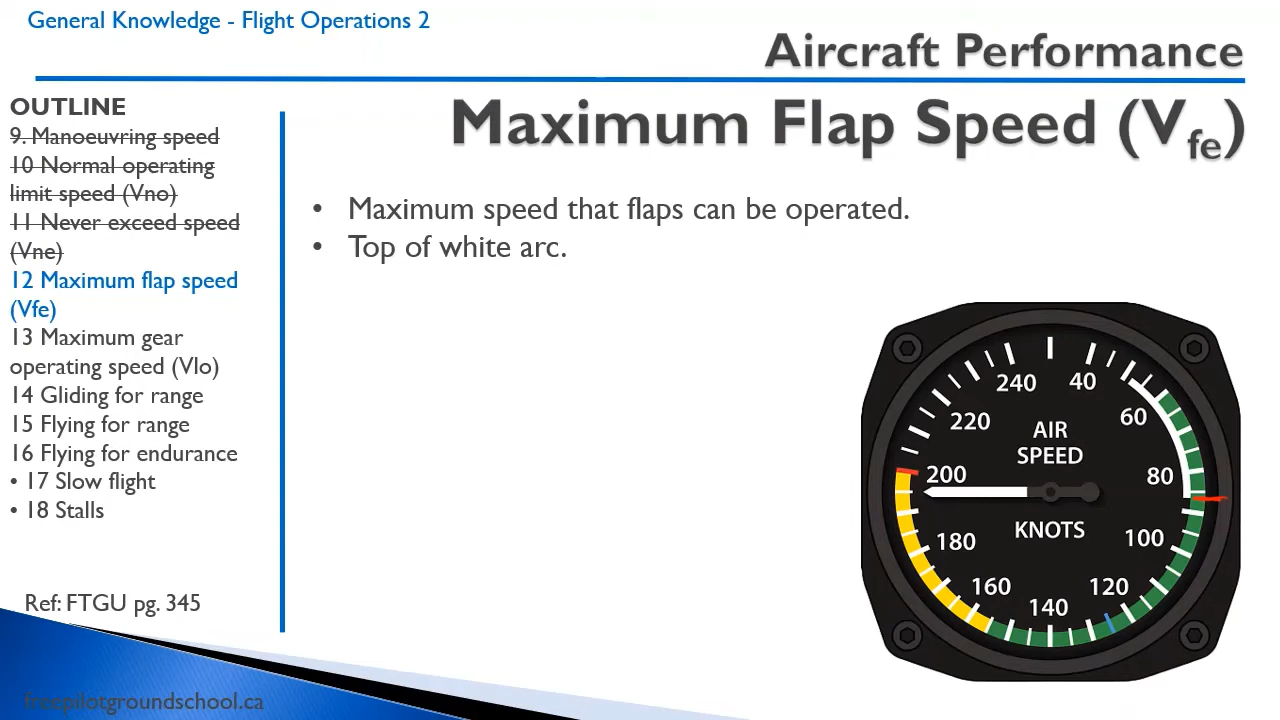 General Knowledge - Flight Operations 2
Aircraft Performance
Maximum Flap Speed (Vfe)
OUTLINE
9. Manoeuvring speed
10 Normal operating
limit speed (Vno)
11 Never exceed speed
(Vne)
12 Maximum flap speed
(Vfe)
13 Maximum gear
operating speed (Vlo)
14 Gliding for range
15 Flying for range
16 Flying for endurance
• 17 Slow flight
• 18 Stalls
Ref: FTGU pg. 345
freepilotgroundschool.ca
• Maximum speed that flaps can be operated.
• Top of white arc.
240 40
220 60
AIR
SPEED
200 80
KNOTS
180 100
160 120
140